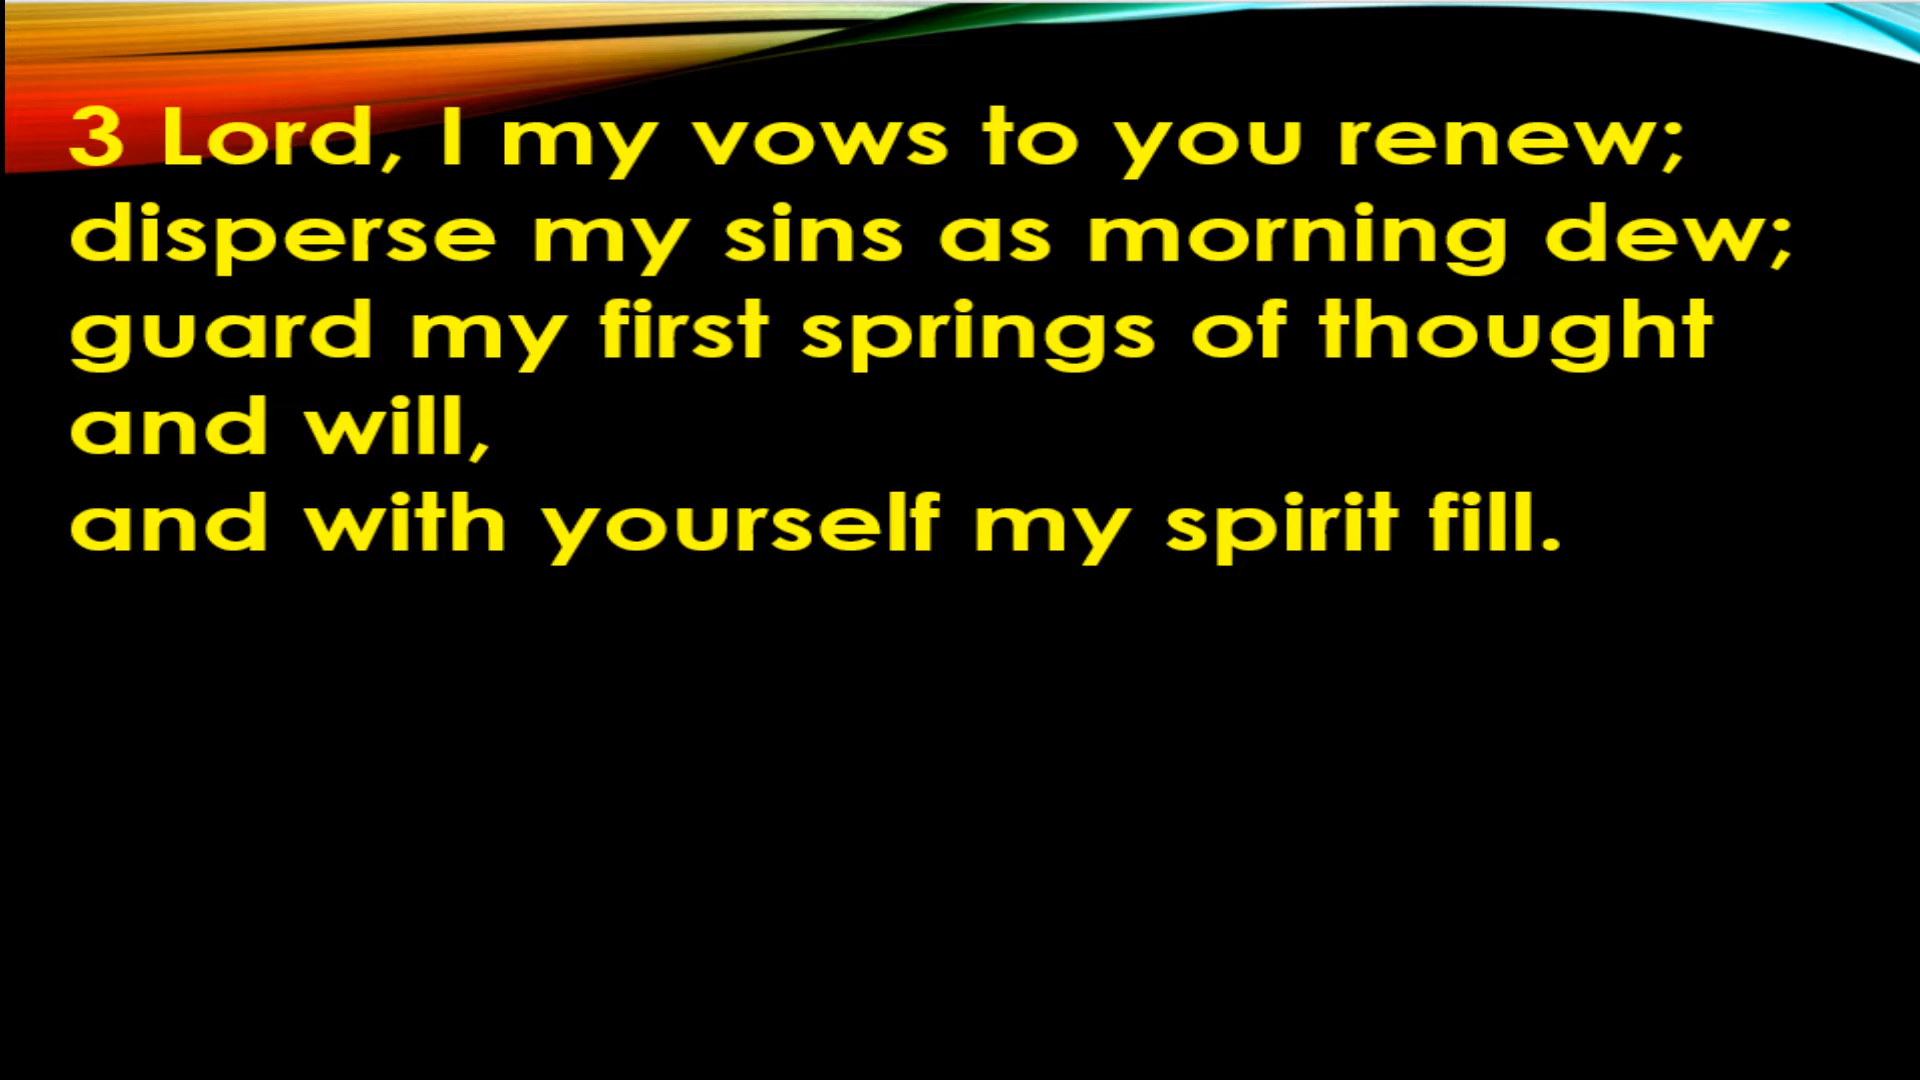 3 Lord, I my vows to you renew;
disperse my sins as morning dew;
guard my first springs of thought
and will,
and with yourself my spirit fill.